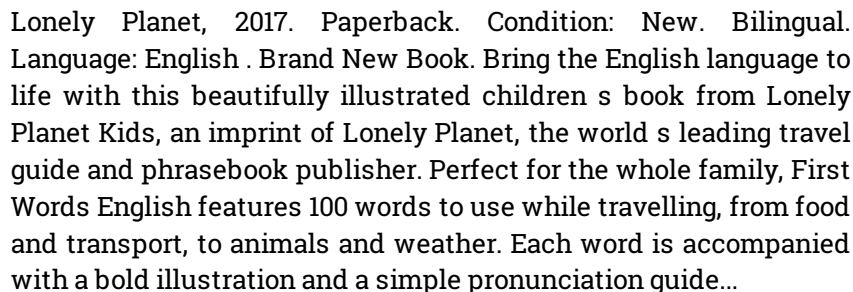 Lonely Planet, 2017. Paperback. Condition: New. Bilingual.
Language: English . Brand New Book. Bring the English language to
life with this beautifully illustrated children s book from Lonely
Planet Kids, an imprint of Lonely Planet, the world s leading travel
guide and phrasebook publisher. Perfect for the whole family, First
Words English features 100 words to use while travelling, from food
and transport, to animals and weather. Each word is accompanied
with a bold illustration and a simple pronunciation guide...